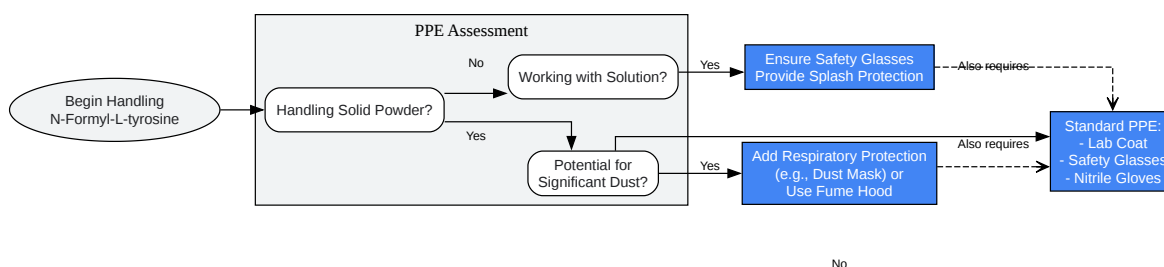 PPE Assessment
Begin Handling
N-Formyl-L-tyrosine
Handling Solid Powder?
No
Yes
Working with Solution?
Potential for
Significant Dust?
Yes
Ensure Safety Glasses
Provide Splash Protection
Also requires
Yes
Add Respiratory Protection
(e.g., Dust Mask) or
Use Fume Hood
Also requires
Standard PPE:
- Lab Coat
- Safety Glasses
- Nitrile Gloves
No